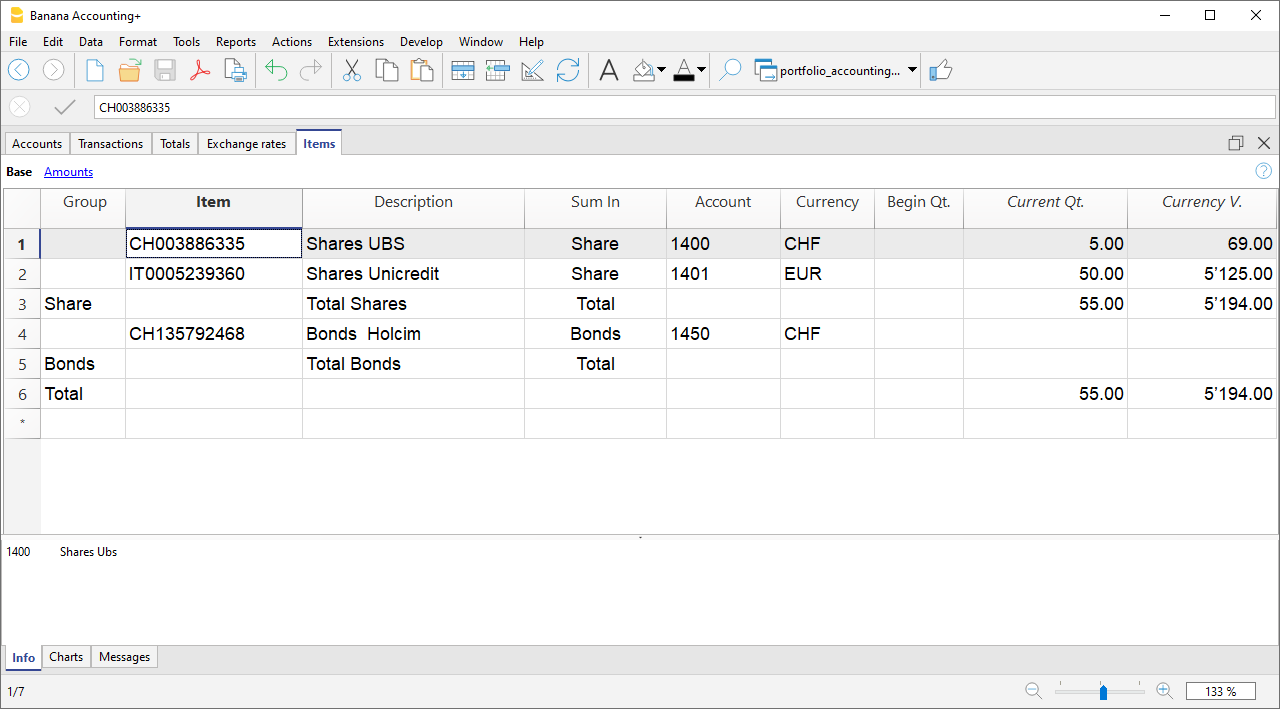 Banana Accounting+
File Edit Data Format Tools Reports Actions Extensions Develop Window Help
portfolio_accounting...
CH003886335
Accounts Transactions Totals Exchange rates Items
Base Amounts
?
Group Item Description Sum In Account Currency Begin Qt. Current Qt. Currency V.
1 CH003886335 Shares UBS Share 1400 CHF 5.00 69.00
2 IT0005239360 Shares Unicredit Share 1401 EUR 50.00 5’125.00
3 Share Total Shares Total 55.00 5’194.00
4 CH135792468 Bonds  Holcim Bonds 1450 CHF
5 Bonds Total Bonds Total
6 Total 55.00 5’194.00
*
1400 Shares Ubs
Info Charts Messages
1/7 133 %